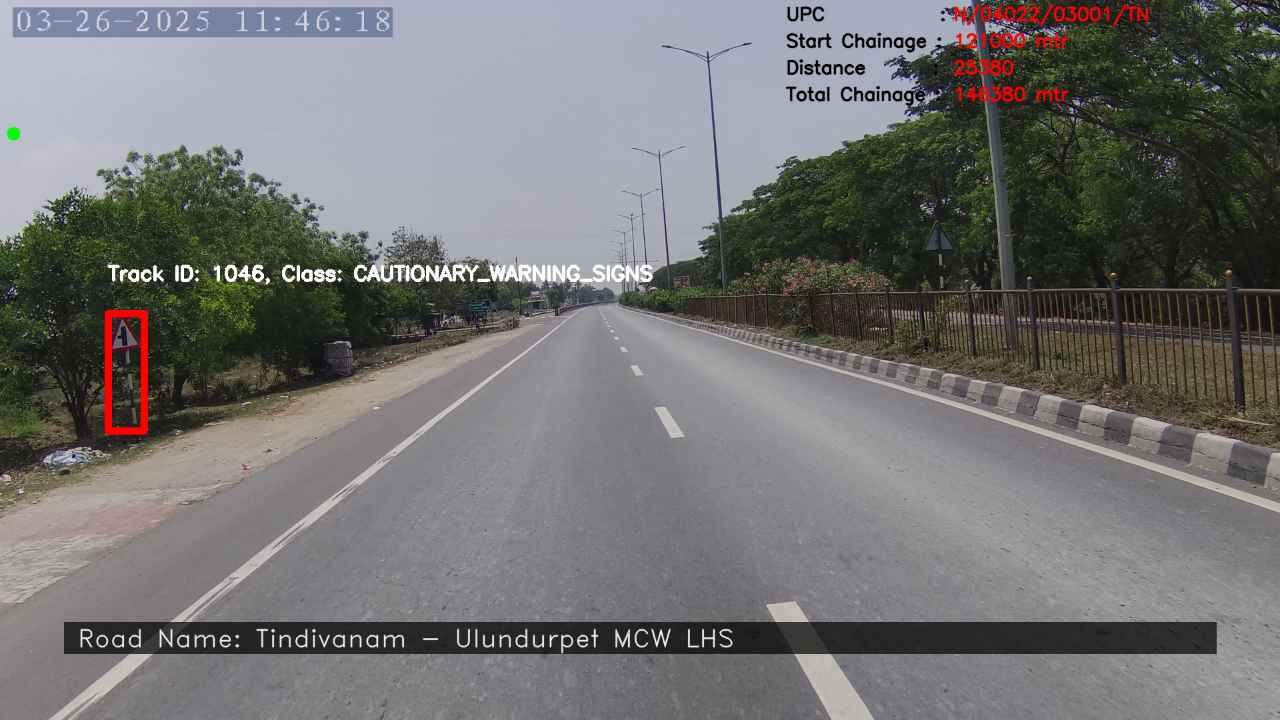 03-26-2025 11:46:18
UPC : N/04022/03001/TN
Start Chainage : 121000 mtr
Distance : 25380
Total Chainage : 146380 mtr
Track ID: 1046, Class: CAUTIONARY_WARNING_SIGNS
Road Name: Tindivanam - Ulundurpet MCW LHS